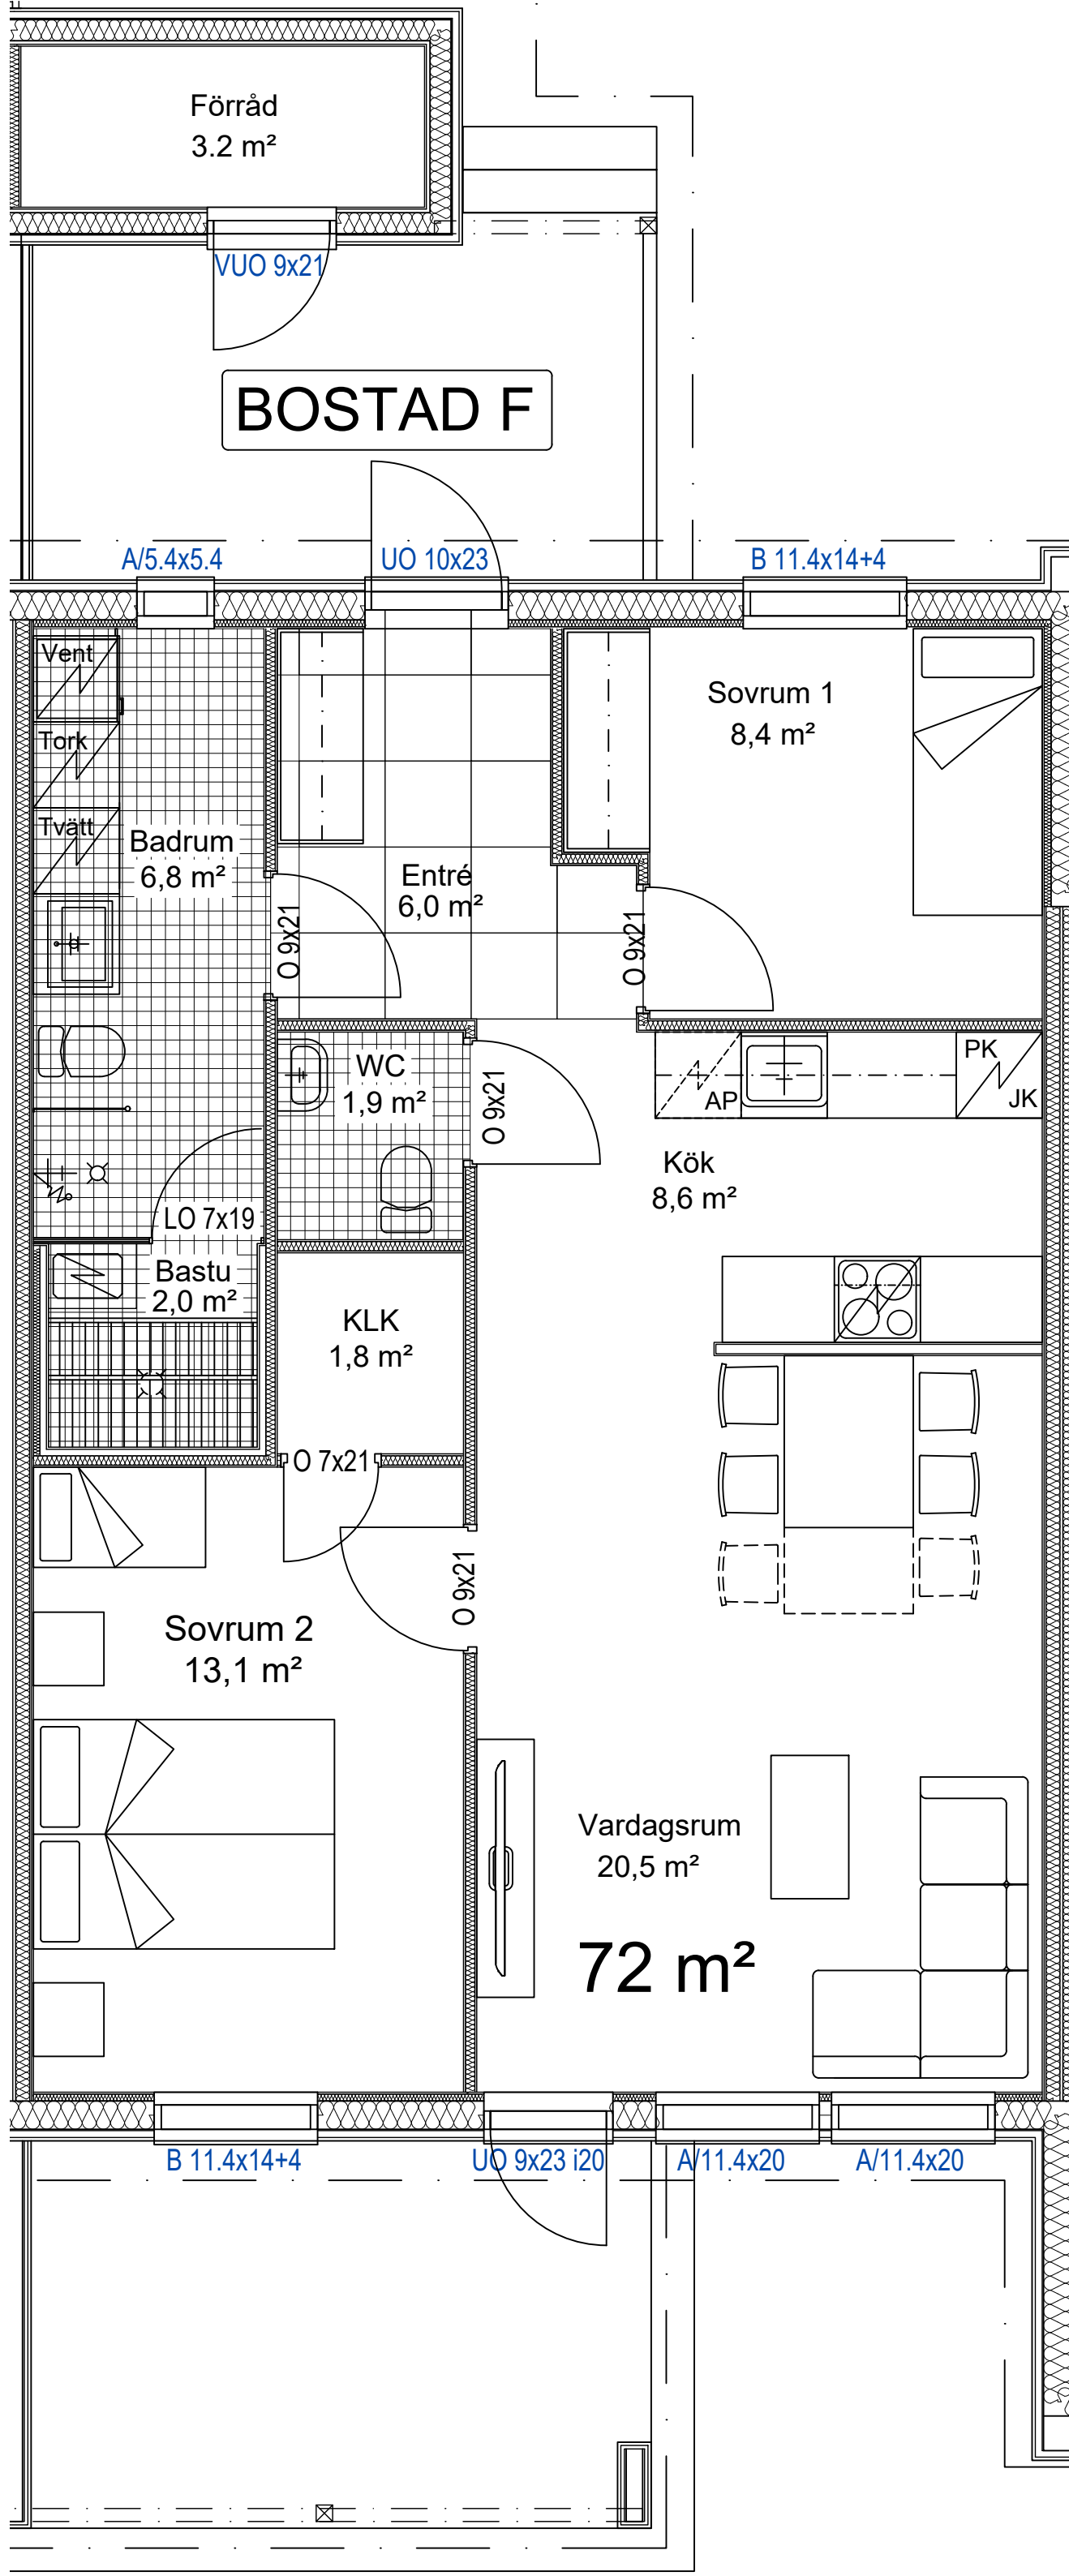 Förråd
3.2 m²
VUO 9x21
BOSTAD F
A/5.4x5.4
UO 10x23
B 11.4x14+4
Vent
Tork
Tvätt
Badrum
6,8 m²
Entré
6,0 m²
Sovrum 1
8,4 m²
O 9x21
O 9x21
WC
1,9 m²
O 9x21
AP
PK
JK
Kök
8,6 m²
LO 7x19
Bastu
2,0 m²
KLK
1,8 m²
O 7x21
O 9x21
Sovrum 2
13,1 m²
Vardagsrum
20,5 m²
72 m²
B 11.4x14+4
UO 9x23 i20
A/11.4x20
A/11.4x20